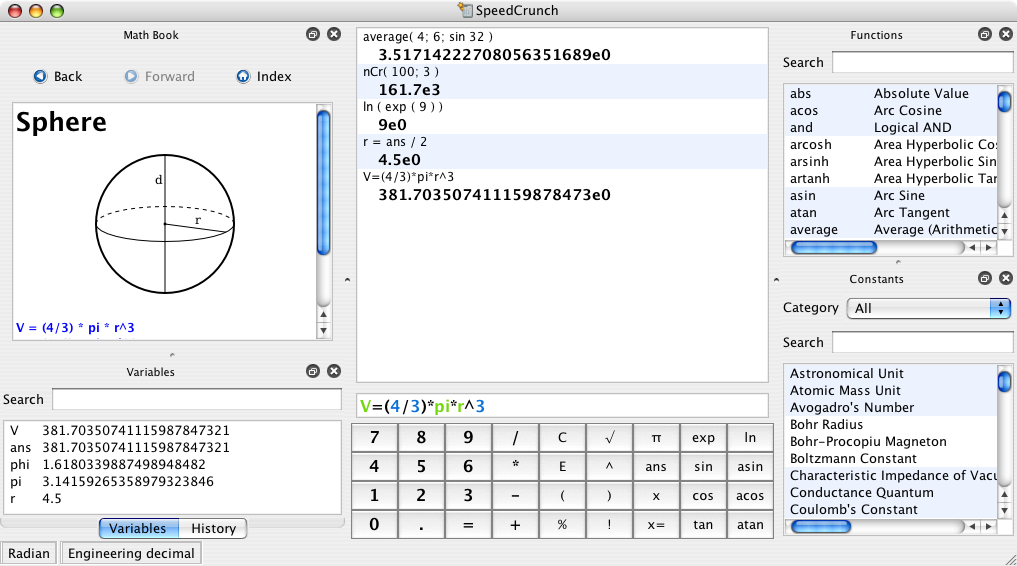 SpeedCrunch
Math Book
Back Forward Index
Sphere
d
r
V = (4/3) * pi * r^3
Variables
Search
V 381.70350741115987847321
ans 381.70350741115987847321
phi 1.6180339887498948482
pi 3.14159265358979323846
r 4.5
Variables History
Radian Engineering decimal
average( 4; 6; sin 32 )
3.51714222708056351689e0
nCr( 100; 3 )
161.7e3
ln ( exp ( 9 ) )
9e0
r = ans / 2
4.5e0
V=(4/3)*pi*r^3
381.703507411159878473e0
V=(4/3)*pi*r^3
7 8 9 / C √ π exp ln
4 5 6 * E ^ ans sin asin
1 2 3 - ( ) x cos acos
0 . = + % ! x= tan atan
Functions
Search
abs Absolute Value
acos Arc Cosine
and Logical AND
arcosh Area Hyperbolic Cos
arsinh Area Hyperbolic Sin
artanh Area Hyperbolic Tan
asin Arc Sine
atan Arc Tangent
average Average (Arithmetic
Constants
Category All
Search
Astronomical Unit
Atomic Mass Unit
Avogadro's Number
Bohr Radius
Bohr-Procopiu Magneton
Boltzmann Constant
Characteristic Impedance of Vacu
Conductance Quantum
Coulomb's Constant